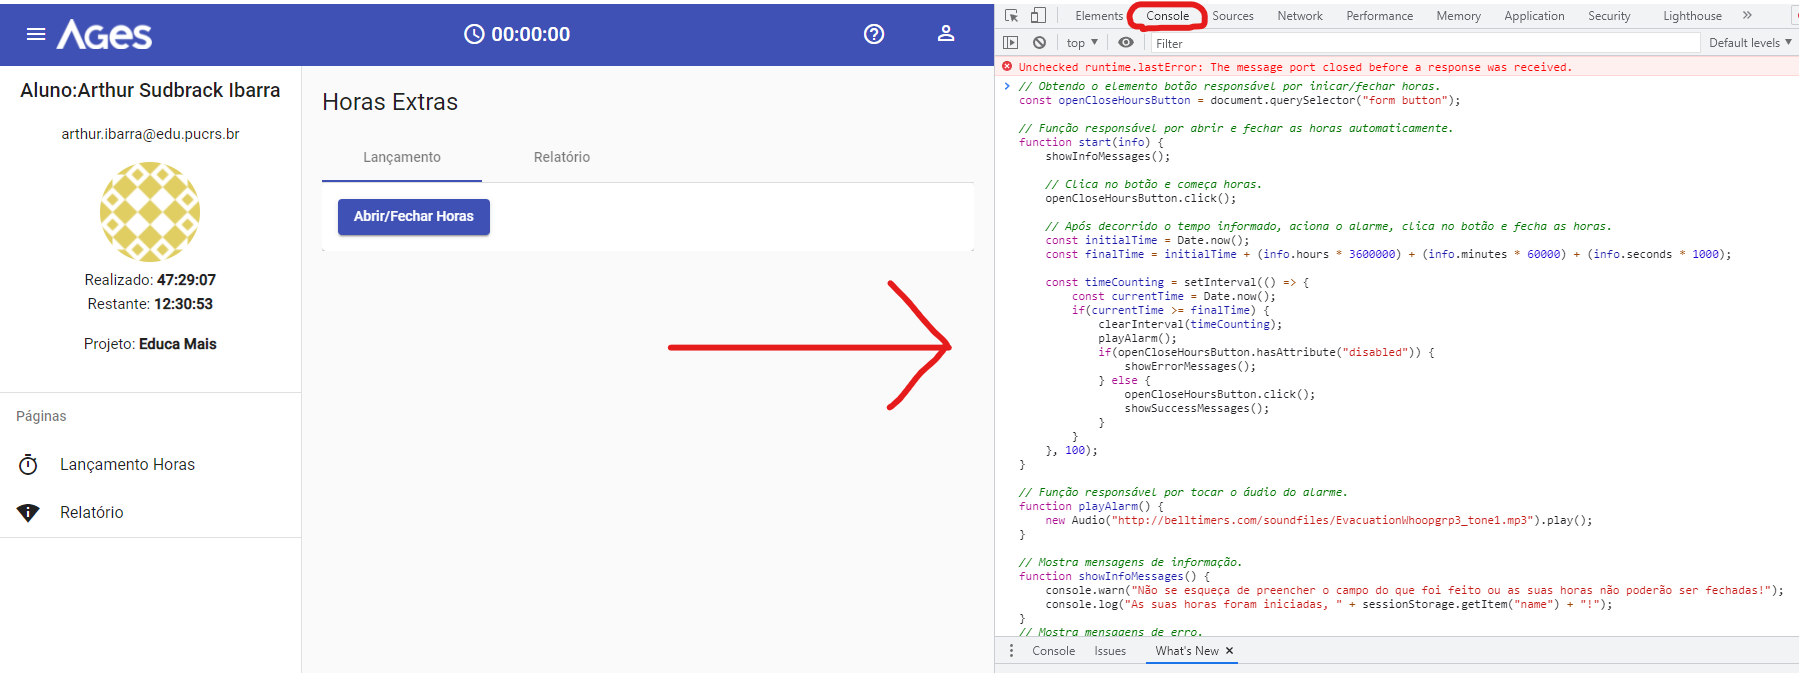 Ages
00:00:00
Aluno:Arthur Sudbrack Ibarra
arthur.ibarra@edu.pucrs.br
Realizado: 47:29:07
Restante: 12:30:53
Projeto: Educa Mais
Páginas
Lançamento Horas
Relatório
Horas Extras
Lançamento Relatório
Abrir/Fechar Horas
Elements Console Sources Network Performance Memory Application Security Lighthouse
top Filter Default levels
Unchecked runtime.lastError: The message port closed before a response was received.
// Obtendo o elemento botão responsável por inicar/fechar horas.
const openCloseHoursButton = document.querySelector("form button");
// Função responsável por abrir e fechar as horas automaticamente.
function start(info) {
showInfoMessages();
// Clica no botão e começa horas.
openCloseHoursButton.click();
// Após decorrido o tempo informado, aciona o alarme, clica no botão e fecha as horas.
const initialTime = Date.now();
const finalTime = initialTime + (info.hours * 3600000) + (info.minutes * 60000) + (info.seconds * 1000);
const timeCounting = setInterval(() => {
const currentTime = Date.now();
if(currentTime >= finalTime) {
clearInterval(timeCounting);
playAlarm();
if(openCloseHoursButton.hasAttribute("disabled")) {
showErrorMessages();
} else {
openCloseHoursButton.click();
showSuccessMessages();
}
}
}, 100);
}
// Função responsável por tocar o áudio do alarme.
function playAlarm() {
new Audio("http://belltimers.com/soundfiles/EvacuationWhoopgrp3_tone1.mp3").play();
}
// Mostra mensagens de informação.
function showInfoMessages() {
console.warn("Não se esqueça de preencher o campo do que foi feito ou as suas horas não poderão ser fechadas!");
console.log("As suas horas foram iniciadas, " + sessionStorage.getItem("name") + "!");
}
// Mostra mensagens de erro.
Console Issues What's New